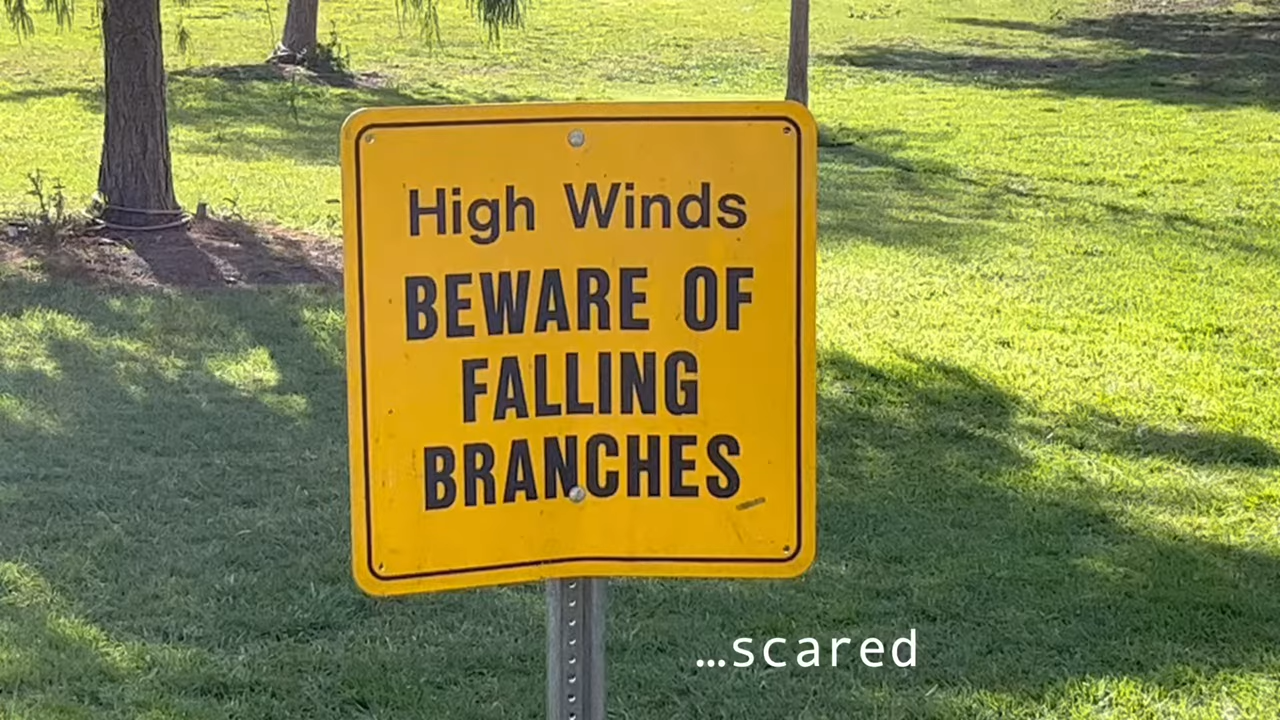 High Winds
BEWARE OF
FALLING
BRANCHES
…scared